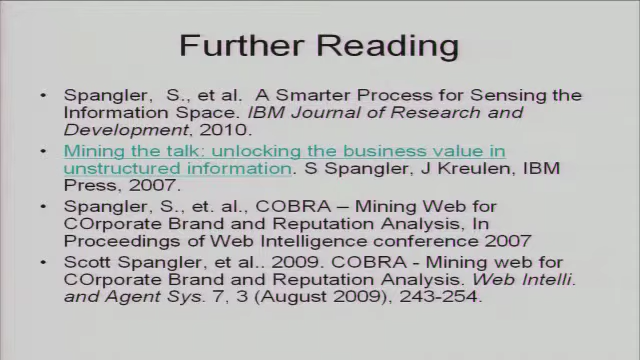 Further Reading
• Spangler, S., et al. A Smarter Process for Sensing the
Information Space. IBM Journal of Research and
Development, 2010.
• Mining the talk: unlocking the business value in
unstructured information. S Spangler, J Kreulen, IBM
Press, 2007.
• Spangler, S., et. al., COBRA – Mining Web for
COrporate Brand and Reputation Analysis, In
Proceedings of Web Intelligence conference 2007
• Scott Spangler, et al.. 2009. COBRA - Mining web for
COrporate Brand and Reputation Analysis. Web Intelli.
and Agent Sys. 7, 3 (August 2009), 243-254.